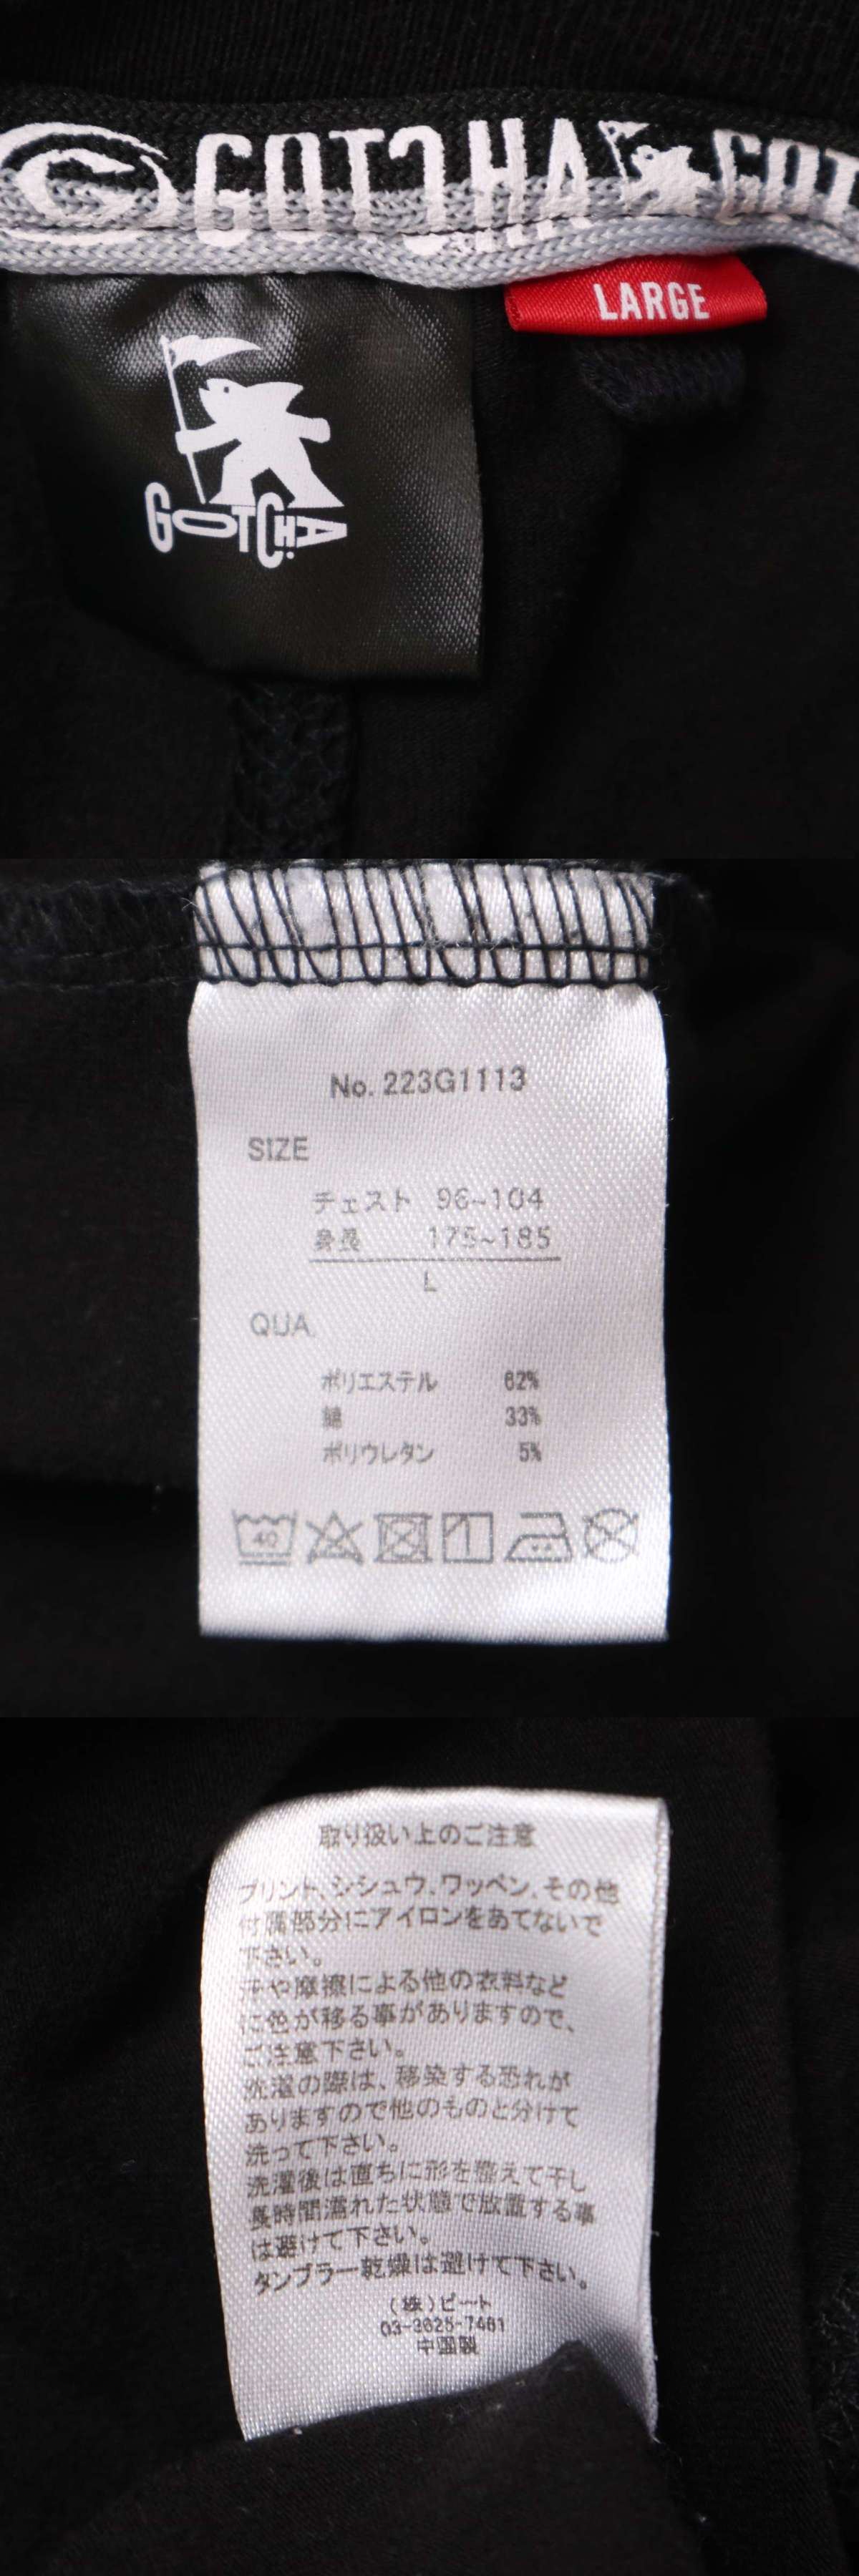 GOTCHA GOT
LARGE
GOTCHA
No. 223G1113
SIZE
チェスト 96~104
身長 175~185
L
QUA.
ポリエステル 62%
綿 33%
ポリウレタン 5%
40
取り扱い上のご注意
プリント、シシュウ、ワッペン、その他
付属部分にアイロンをあてないで
下さい。
汗や摩擦による他の衣料など
に色が移る事がありますので、
ご注意下さい。
洗濯の際は、移染する恐れが
ありますので他のものと分けて
洗って下さい。
洗濯後は直ちに形を整えて干し
長時間濡れた状態で放置する事
は避けて下さい。
タンブラー乾燥は避けて下さい。
(株)ビート
03-3625-7481
中国製